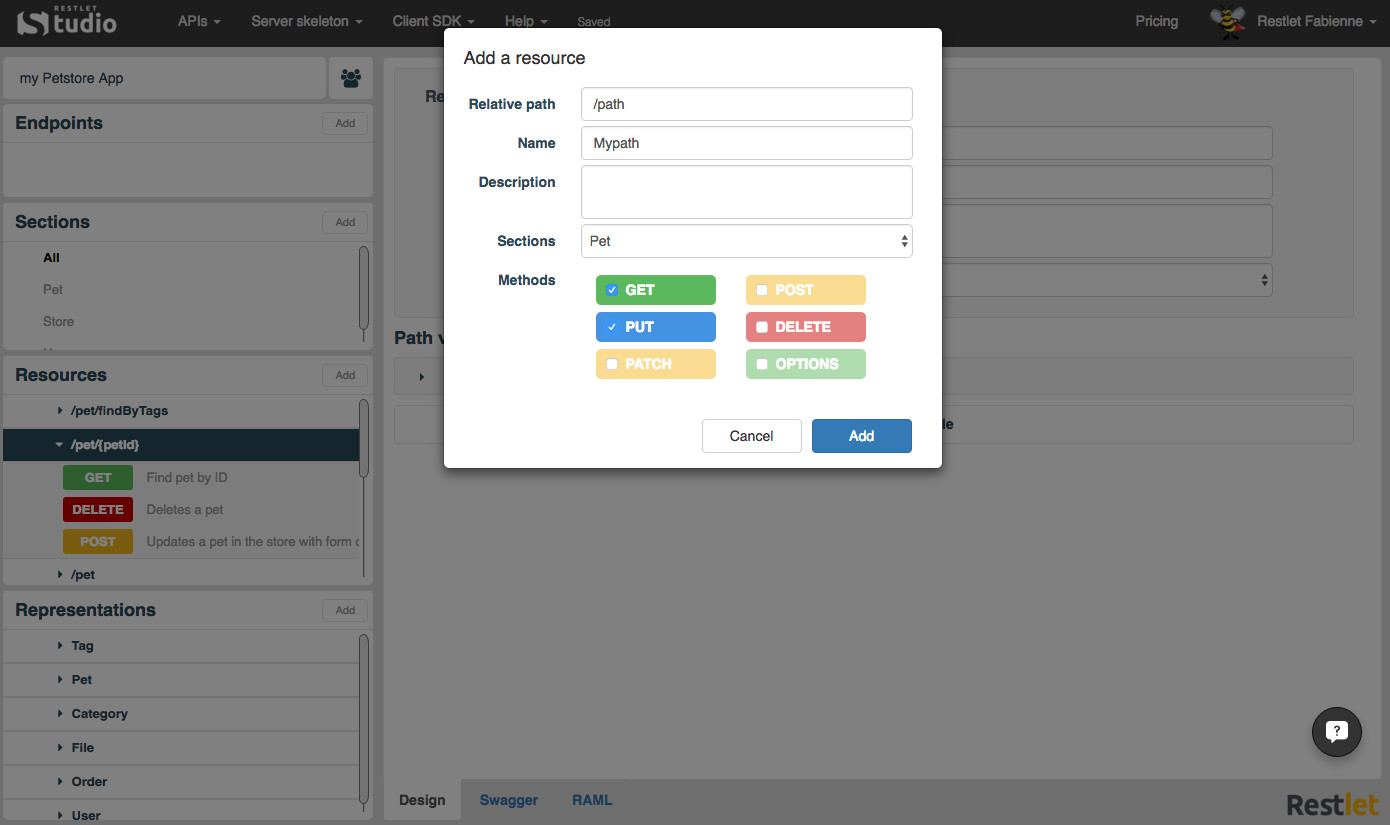 RESTLET
Studio
APIs
Server skeleton
Client SDK
Help
Saved
Pricing
Restlet Fabienne
my Petstore App
Endpoints
Add
Sections
Add
All
Pet
Store
Resources
Add
/pet/findByTags
/pet/{petId}
GET Find pet by ID
DELETE Deletes a pet
POST Updates a pet in the store with form
/pet
Representations
Add
Tag
Pet
Category
File
Order
User
Add a resource
Relative path /path
Name Mypath
Description
Sections Pet
Methods
GET POST
PUT DELETE
PATCH OPTIONS
Cancel Add
Re
Path v
le
Design Swagger RAML
?
Restlet